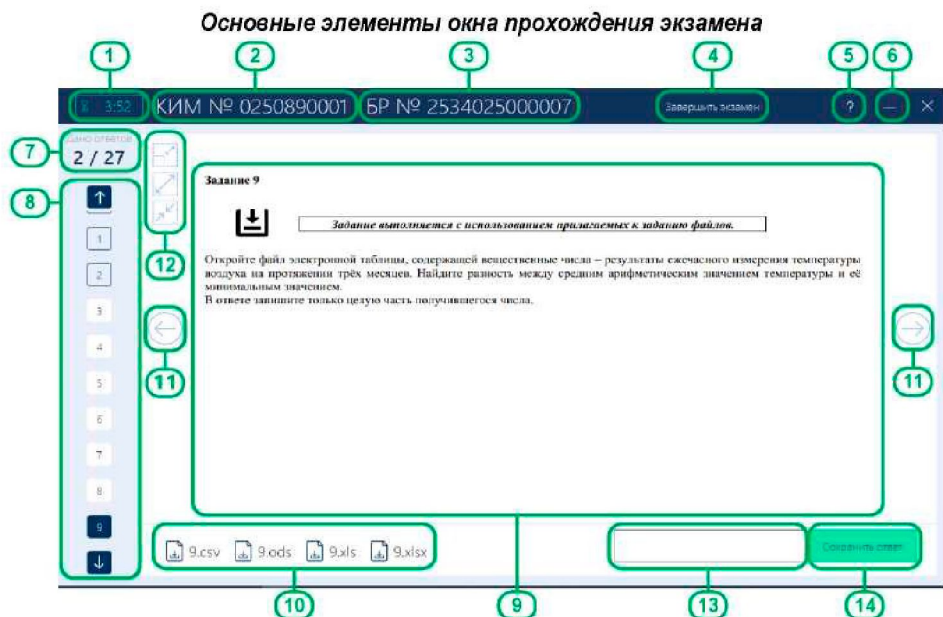 Основные элементы окна прохождения экзамена
1 2 3 4 5 6
3:52 КИМ № 0250890001 БР № 2534025000007 Завершить экзамен ? — ×
Дано ответов
7 2 / 27
8
Задание 9
Задание выполняется с использованием прилагаемых к заданию файлов.
1
12
Откройте файл электронной таблицы, содержащей вещественные числа – результаты ежечасного измерения температуры
воздуха на протяжении трёх месяцев. Найдите разность между средним арифметическим значением температуры и её
2
минимальным значением.
В ответе запишите только целую часть получившегося числа.
3
4
11 11
5
6
7
8
9
9.csv 9.ods 9.xls 9.xlsx Сохранить ответ
10 9 13 14